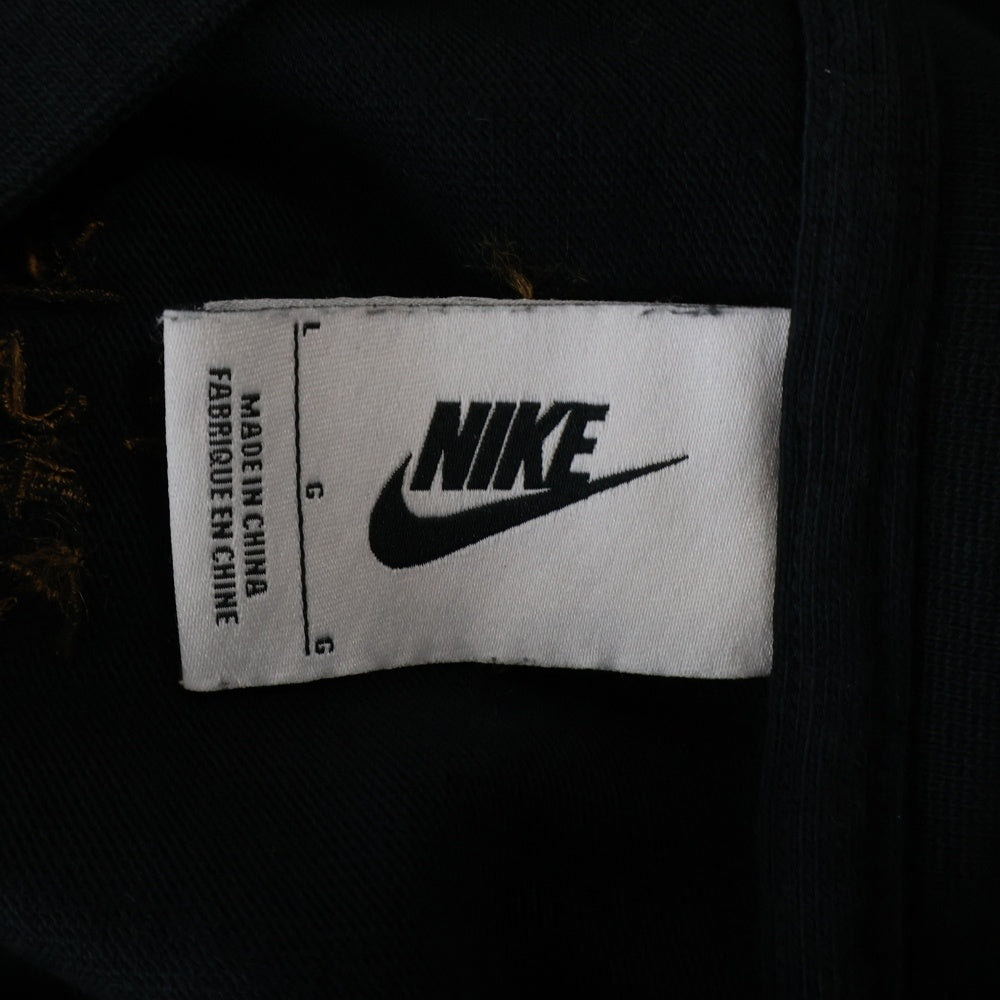 NIKE
L G G
MADE IN CHINA
FABRIQUE EN CHINE